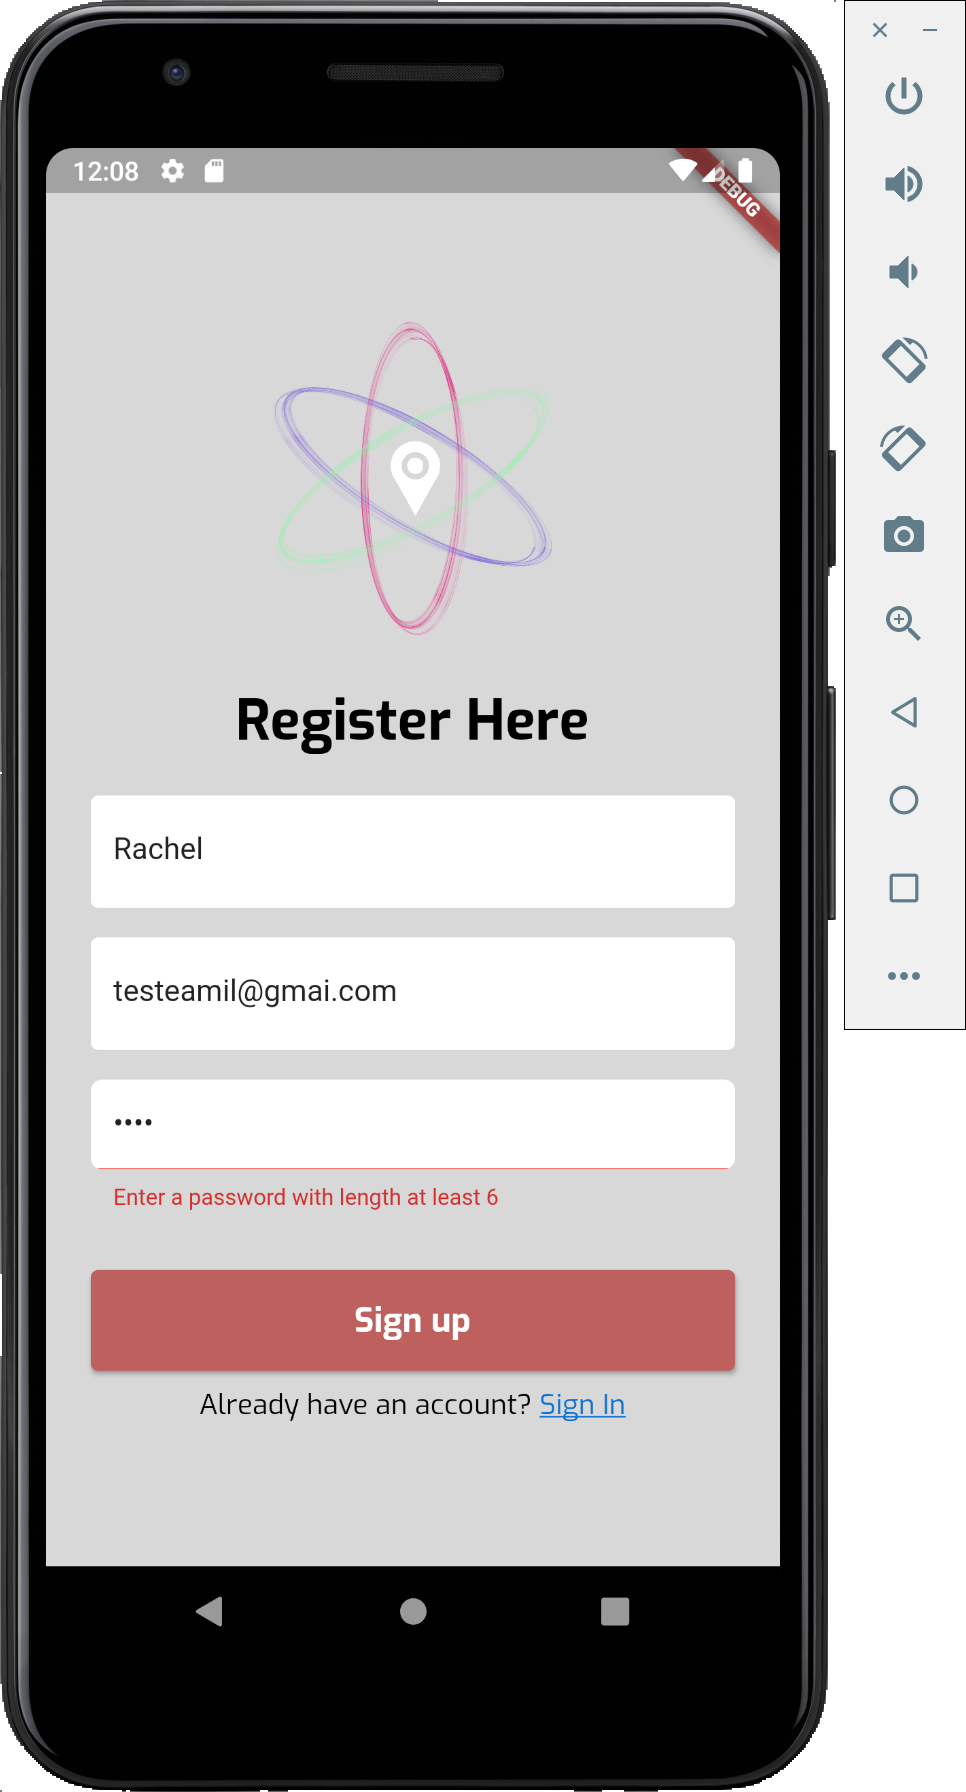 12:08
DEBUG
Register Here
Rachel
testeamil@gmai.com
••••
Enter a password with length at least 6
Sign up
Already have an account? Sign In